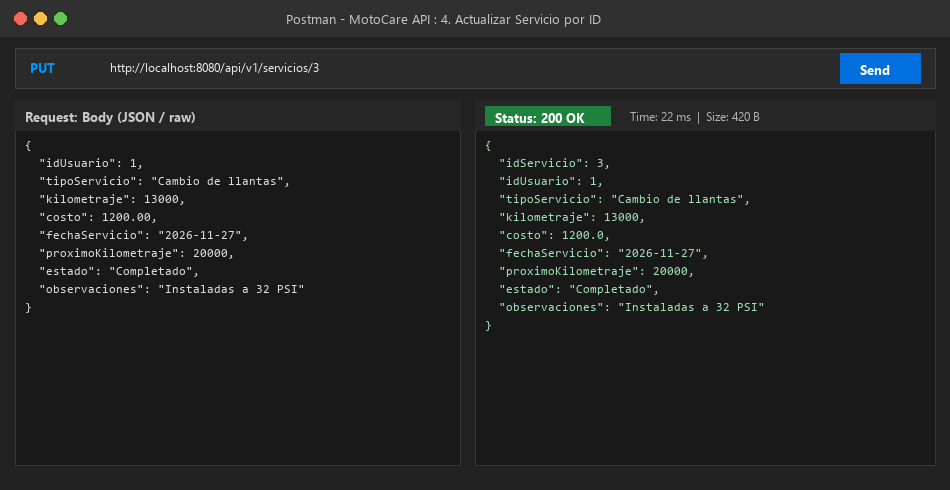 Postman - MotoCare API : 4. Actualizar Servicio por ID
PUT http://localhost:8080/api/v1/servicios/3 Send
Request: Body (JSON / raw)
{
  "idUsuario": 1,
  "tipoServicio": "Cambio de llantas",
  "kilometraje": 13000,
  "costo": 1200.00,
  "fechaServicio": "2026-11-27",
  "proximoKilometraje": 20000,
  "estado": "Completado",
  "observaciones": "Instaladas a 32 PSI"
}
Status: 200 OK Time: 22 ms | Size: 420 B
{
  "idServicio": 3,
  "idUsuario": 1,
  "tipoServicio": "Cambio de llantas",
  "kilometraje": 13000,
  "costo": 1200.0,
  "fechaServicio": "2026-11-27",
  "proximoKilometraje": 20000,
  "estado": "Completado",
  "observaciones": "Instaladas a 32 PSI"
}